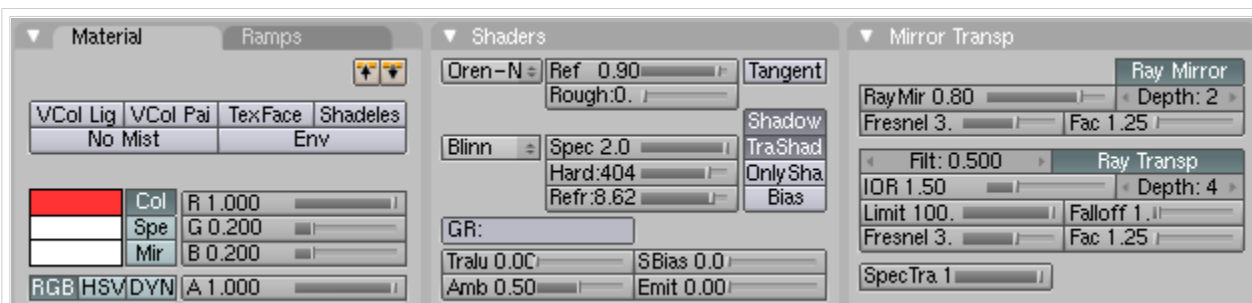 Material Ramps
VCol Lig VCol Pai TexFace Shadeles
No Mist Env
Col R 1.000
Spe G 0.200
Mir B 0.200
RGB HSV DYN A 1.000
Shaders
Oren-N Ref 0.90 Tangent
Rough:0.
Shadow
Blinn Spec 2.0 TraShad
Hard:404 OnlySha
Refr:8.62 Bias
GR:
Tralu 0.00 SBias 0.0
Amb 0.50 Emit 0.00
Mirror Transp
Ray Mirror
RayMir 0.80 Depth: 2
Fresnel 3. Fac 1.25
Filt: 0.500 Ray Transp
IOR 1.50 Depth: 4
Limit 100. Falloff 1.
Fresnel 3. Fac 1.25
SpecTra 1